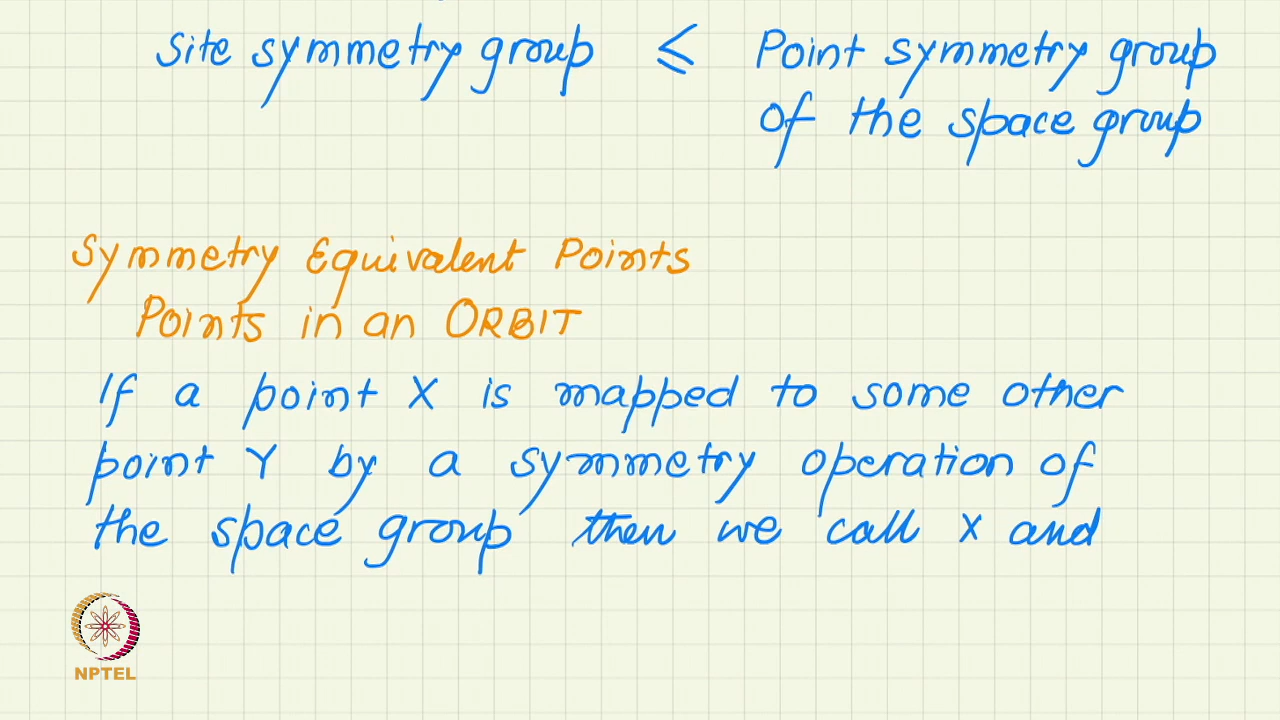 Site symmetry group ≤ Point symmetry group
of the space group
Symmetry Equivalent Points
Points in an ORBIT
If a point X is mapped to some other
point Y by a symmetry operation of
the space group then we call X and
NPTEL